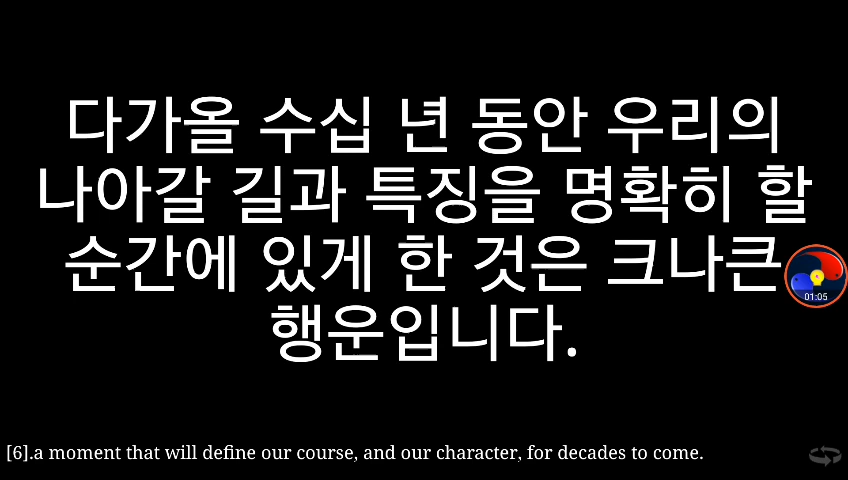 다가올 수십 년 동안 우리의
나아갈 길과 특징을 명확히 할
순간에 있게 한 것은 크나큰
행운입니다.
01:05
[6].a moment that will define our course, and our character, for decades to come.